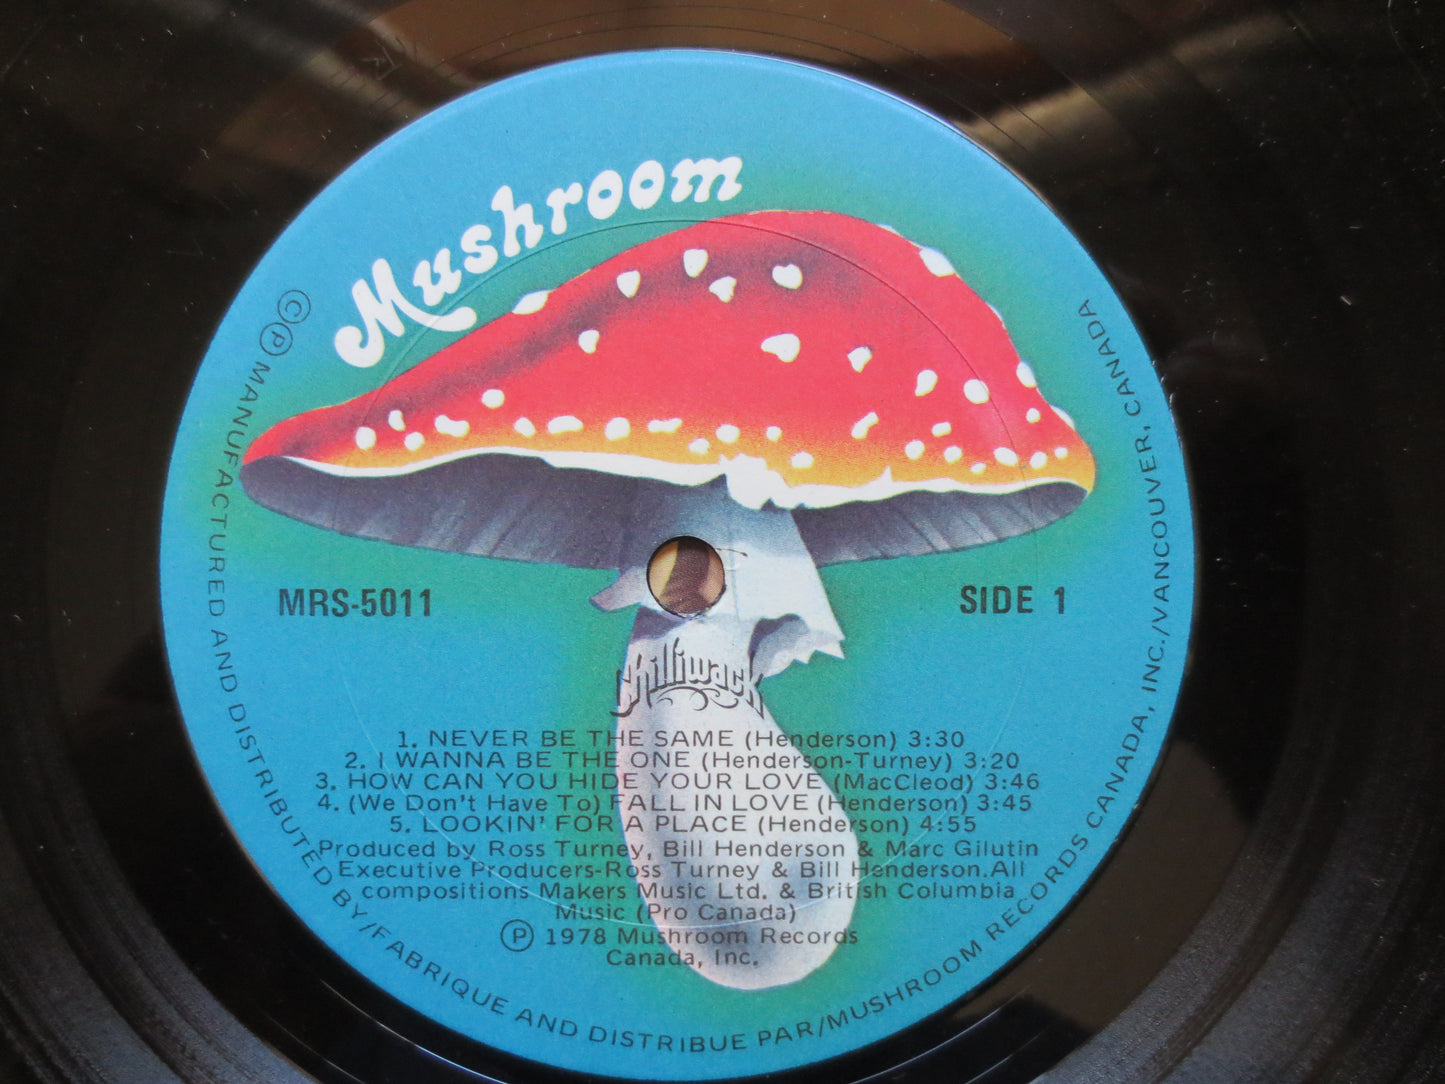 Mushroom
MRS-5011
SIDE 1
Chilliwack
1. NEVER BE THE SAME (Henderson) 3:30
2. I WANNA BE THE ONE (Henderson-Turney) 3:20
3. HOW CAN YOU HIDE YOUR LOVE (MacCleod) 3:46
4. (We Don't Have To) FALL IN LOVE (Henderson) 3:45
5. LOOKIN' FOR A PLACE (Henderson) 4:55
Produced by Ross Turney, Bill Henderson & Marc Gilutin
Executive Producers-Ross Turney & Bill Henderson. All
compositions Makers Music Ltd. & British Columbia
Music (Pro Canada)
Ⓟ 1978 Mushroom Records
Canada, Inc.
©Ⓟ MANUFACTURED AND DISTRIBUTED BY/FABRIQUE AND DISTRIBUE PAR/MUSHROOM RECORDS CANADA, INC./VANCOUVER, CANADA